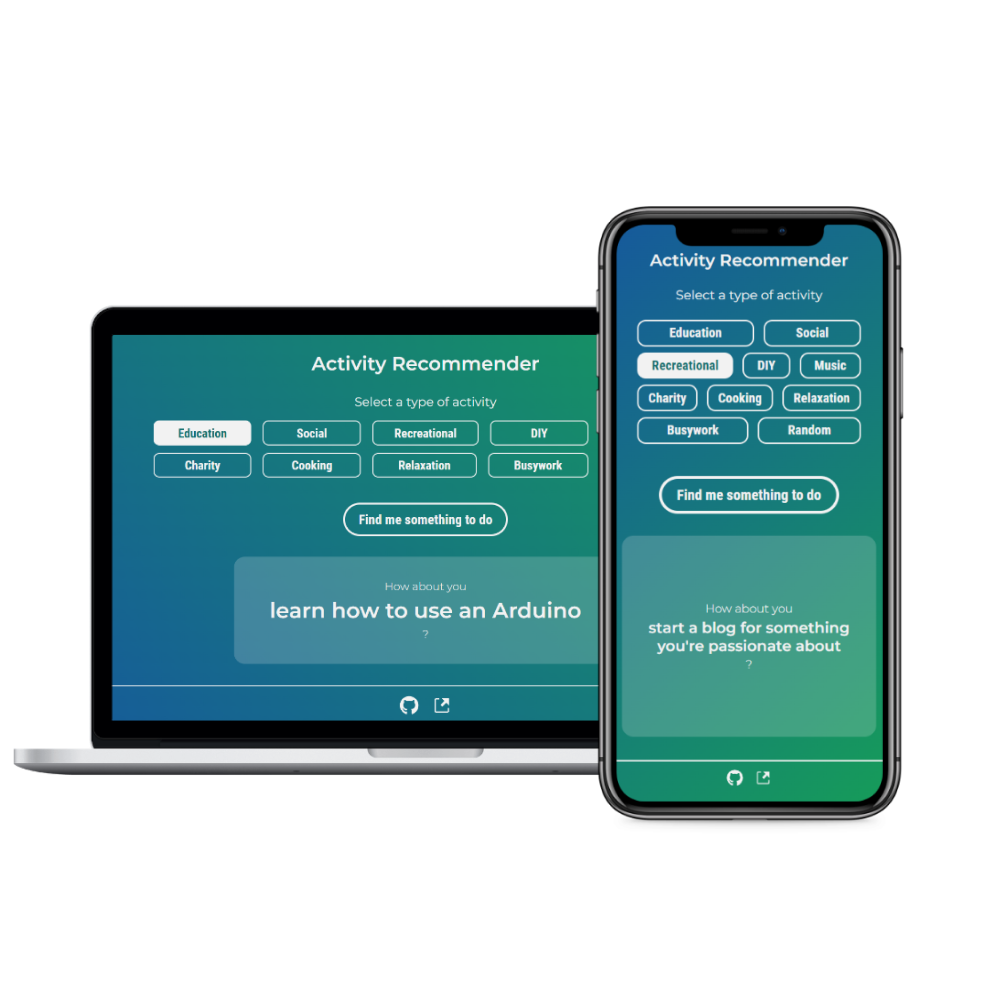 Activity Recommender
Select a type of activity
Education Social Recreational DIY
Charity Cooking Relaxation Busywork
Find me something to do
How about you
learn how to use an Arduino
?
Activity Recommender
Select a type of activity
Education Social
Recreational DIY Music
Charity Cooking Relaxation
Busywork Random
Find me something to do
How about you
start a blog for something
you're passionate about
?